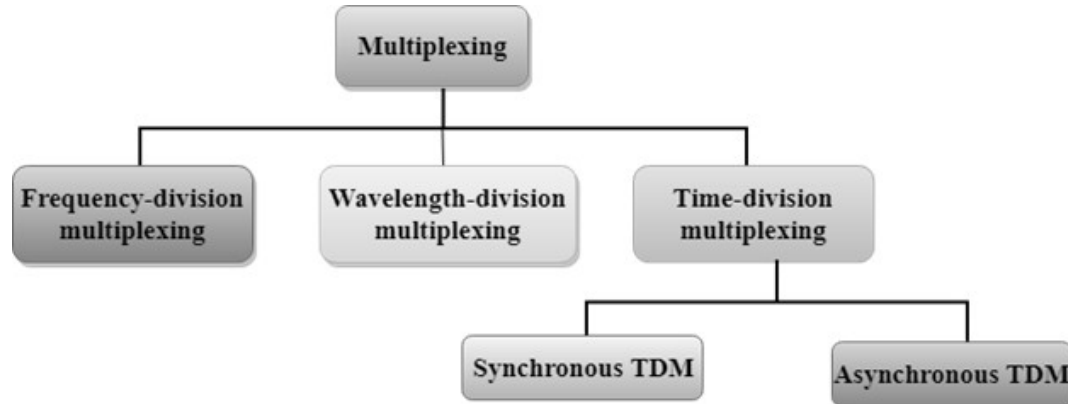 Multiplexing
Frequency-division
multiplexing
Wavelength-division
multiplexing
Time-division
multiplexing
Synchronous TDM
Asynchronous TDM